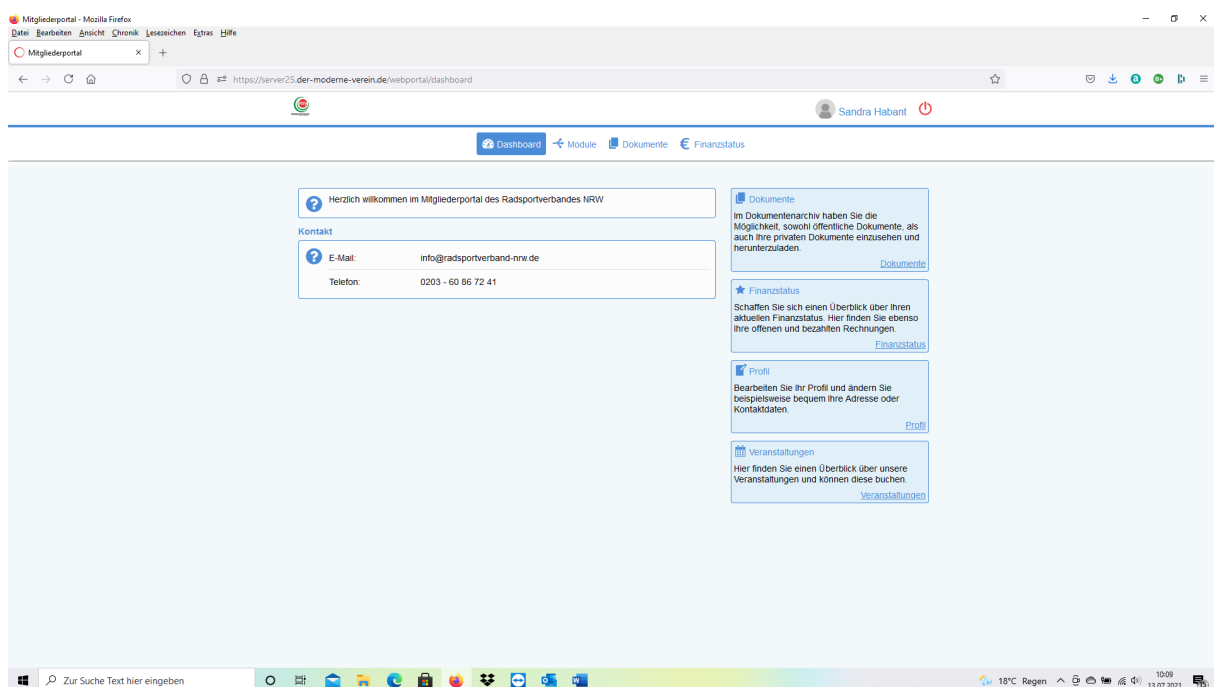 Mitgliederportal - Mozilla Firefox
Datei Bearbeiten Ansicht Chronik Lesezeichen Extras Hilfe
Mitgliederportal
https://server25.der-moderne-verein.de/webportal/dashboard
Sandra Habant
Dashboard Module Dokumente Finanzstatus
Herzlich willkommen im Mitgliederportal des Radsportverbandes NRW
Kontakt
E-Mail: info@radsportverband-nrw.de
Telefon: 0203 - 60 86 72 41
Dokumente
Im Dokumentenarchiv haben Sie die
Möglichkeit, sowohl öffentliche Dokumente, als
auch Ihre privaten Dokumente einzusehen und
herunterzuladen.
Dokumente
Finanzstatus
Schaffen Sie sich einen Überblick über Ihren
aktuellen Finanzstatus. Hier finden Sie ebenso
Ihre offenen und bezahlten Rechnungen.
Finanzstatus
Profil
Bearbeiten Sie Ihr Profil und ändern Sie
beispielsweise bequem Ihre Adresse oder
Kontaktdaten.
Profil
Veranstaltungen
Hier finden Sie einen Überblick über unsere
Veranstaltungen und können diese buchen.
Veranstaltungen
Zur Suche Text hier eingeben
18°C Regen
10:09
13.07.2021